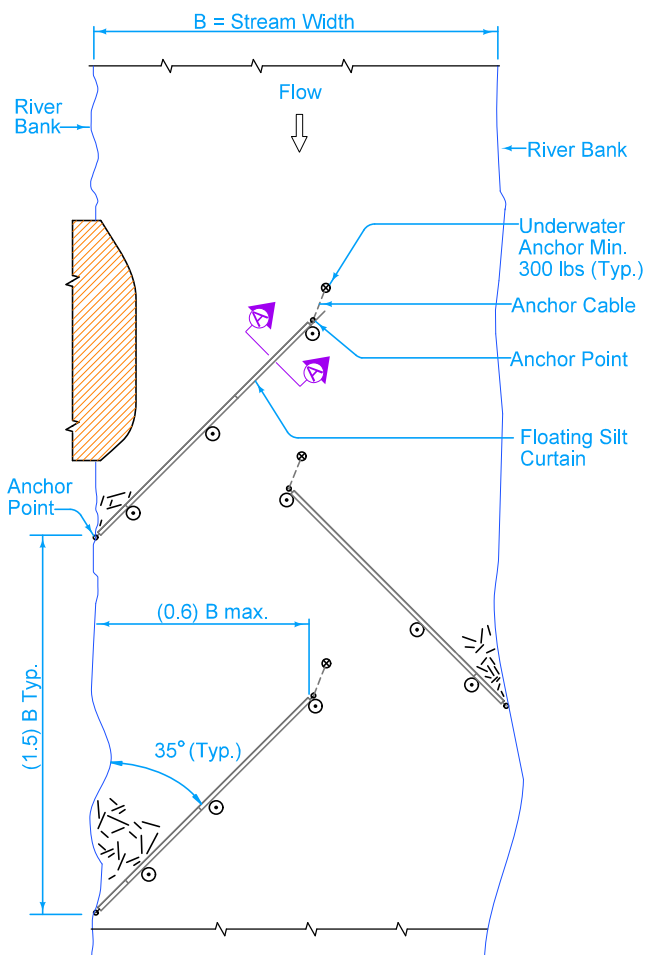 B = Stream Width
Flow
River
Bank
River Bank
Underwater
Anchor Min.
300 lbs (Typ.)
Anchor Cable
A
A
Anchor Point
Floating Silt
Curtain
Anchor
Point
(0.6) B max.
(1.5) B Typ.
35° (Typ.)